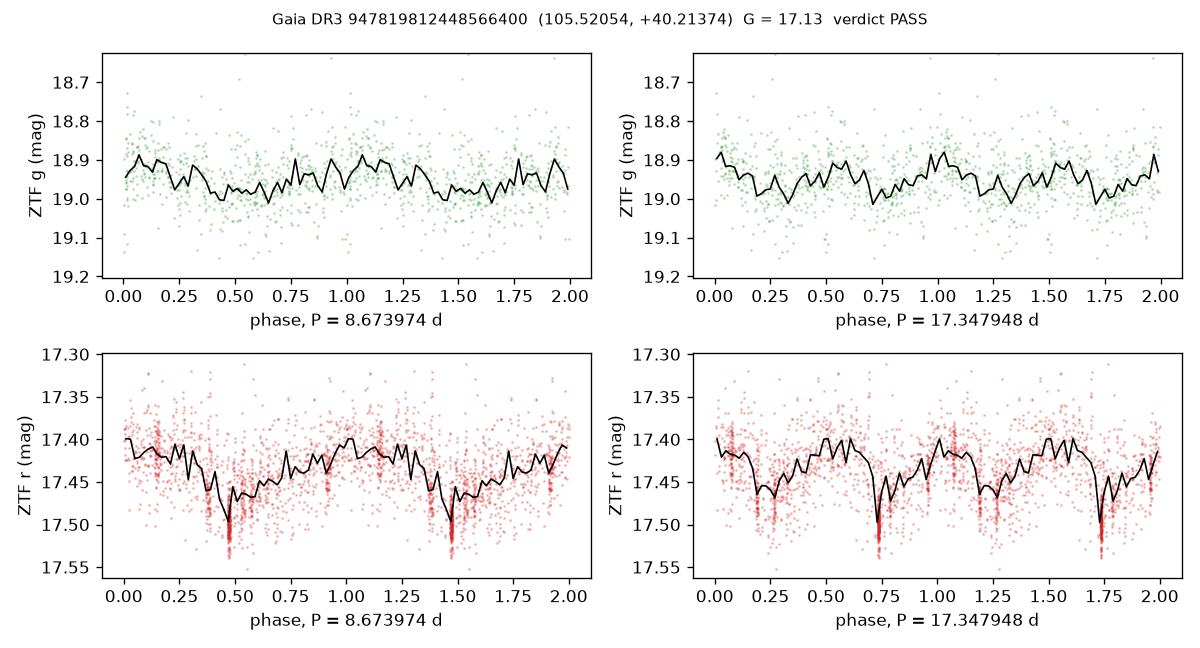 Gaia DR3 947819812448566400 (105.52054, +40.21374) G = 17.13 verdict PASS
ZTF g (mag)
18.7
18.8
18.9
19.0
19.1
19.2
0.00 0.25 0.50 0.75 1.00 1.25 1.50 1.75 2.00
phase, P = 8.673974 d
ZTF g (mag)
18.7
18.8
18.9
19.0
19.1
19.2
0.00 0.25 0.50 0.75 1.00 1.25 1.50 1.75 2.00
phase, P = 17.347948 d
ZTF r (mag)
17.30
17.35
17.40
17.45
17.50
17.55
0.00 0.25 0.50 0.75 1.00 1.25 1.50 1.75 2.00
phase, P = 8.673974 d
ZTF r (mag)
17.30
17.35
17.40
17.45
17.50
17.55
0.00 0.25 0.50 0.75 1.00 1.25 1.50 1.75 2.00
phase, P = 17.347948 d